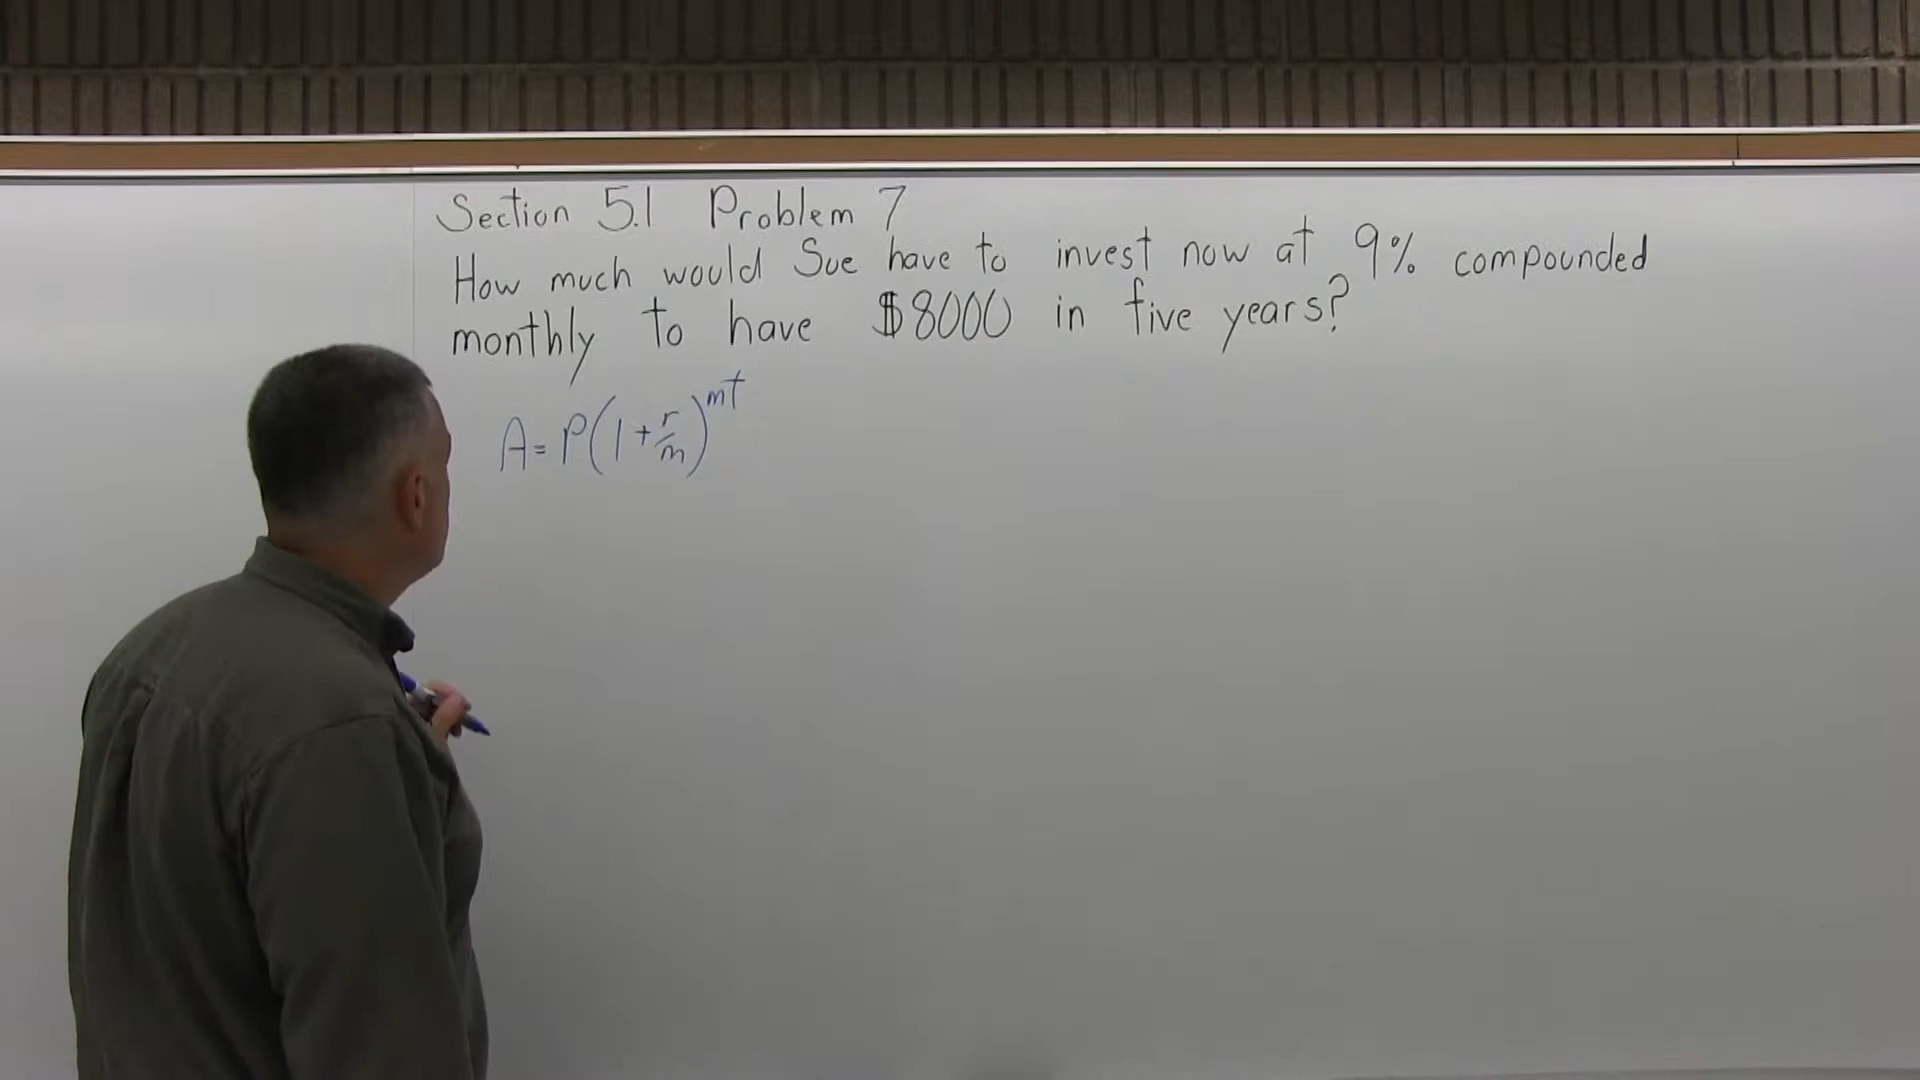 Section 5.1 Problem 7
How much would Sue have to invest now at 9% compounded
monthly to have $8000 in five years?
A = P(1 + r/m)^mt